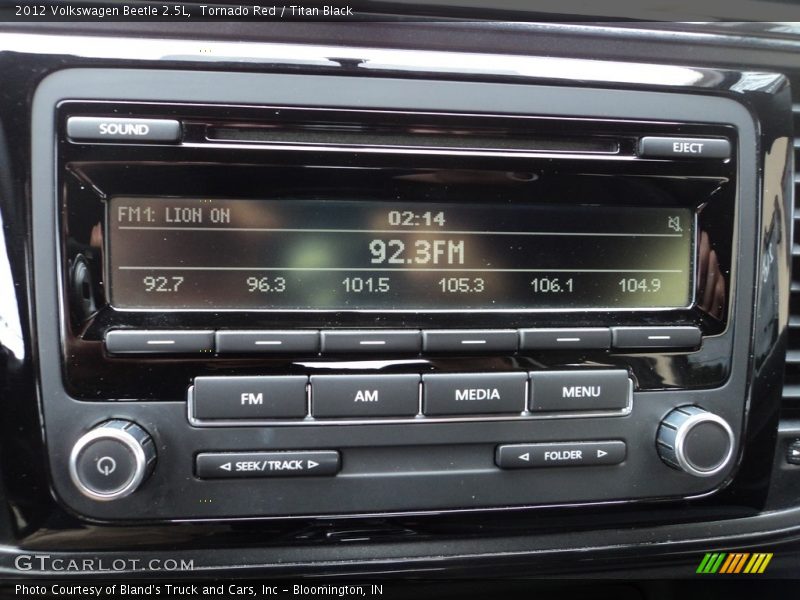 2012 Volkswagen Beetle 2.5L, Tornado Red / Titan Black
SOUND
EJECT
FM1: LION ON
02:14
92.3FM
92.7 96.3 101.5 105.3 106.1 104.9
FM AM MEDIA MENU
SEEK/TRACK
FOLDER
GTCARLOT.COM
Photo Courtesy of Bland's Truck and Cars, Inc - Bloomington, IN